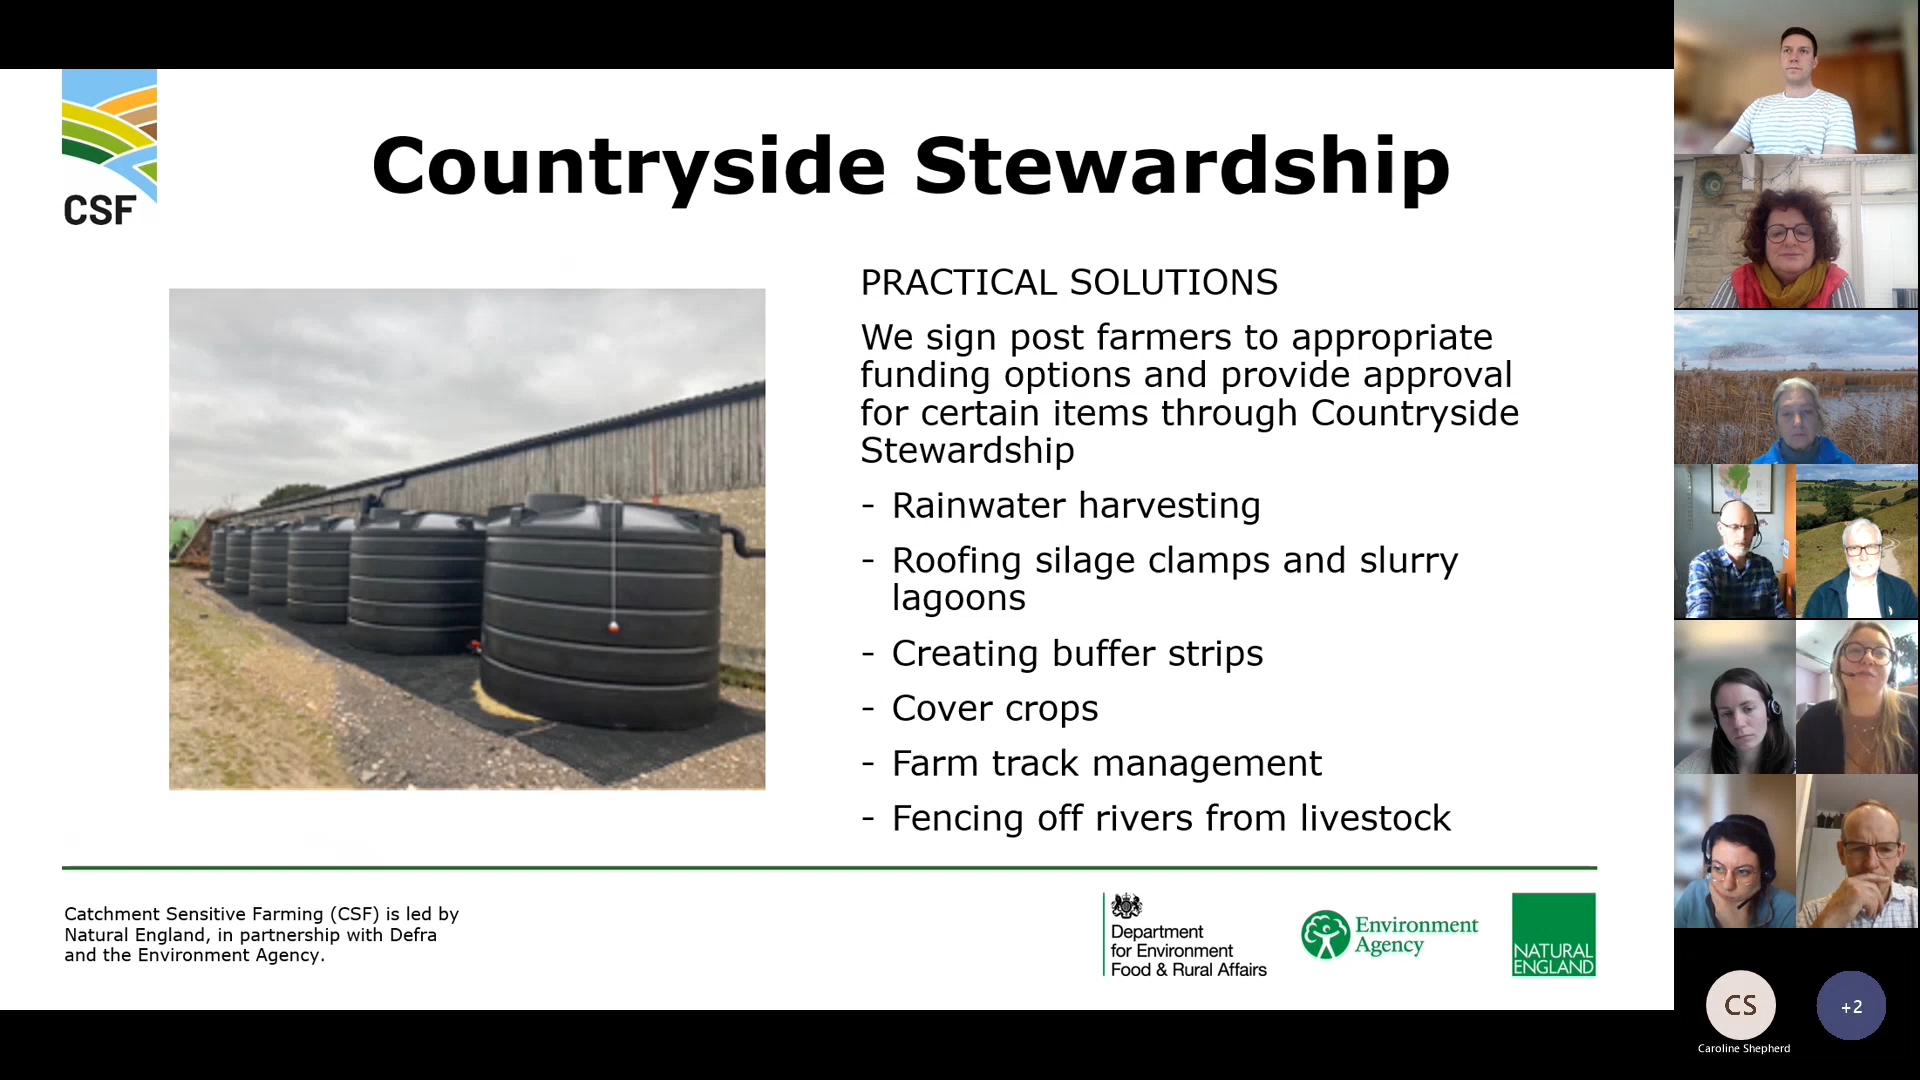 CSF
Countryside Stewardship
PRACTICAL SOLUTIONS
We sign post farmers to appropriate
funding options and provide approval
for certain items through Countryside
Stewardship
- Rainwater harvesting
- Roofing silage clamps and slurry
lagoons
- Creating buffer strips
- Cover crops
- Farm track management
- Fencing off rivers from livestock
Catchment Sensitive Farming (CSF) is led by
Natural England, in partnership with Defra
and the Environment Agency.
Department
for Environment
Food & Rural Affairs
Environment
Agency
NATURAL
ENGLAND
CS
+2
Caroline Shepherd